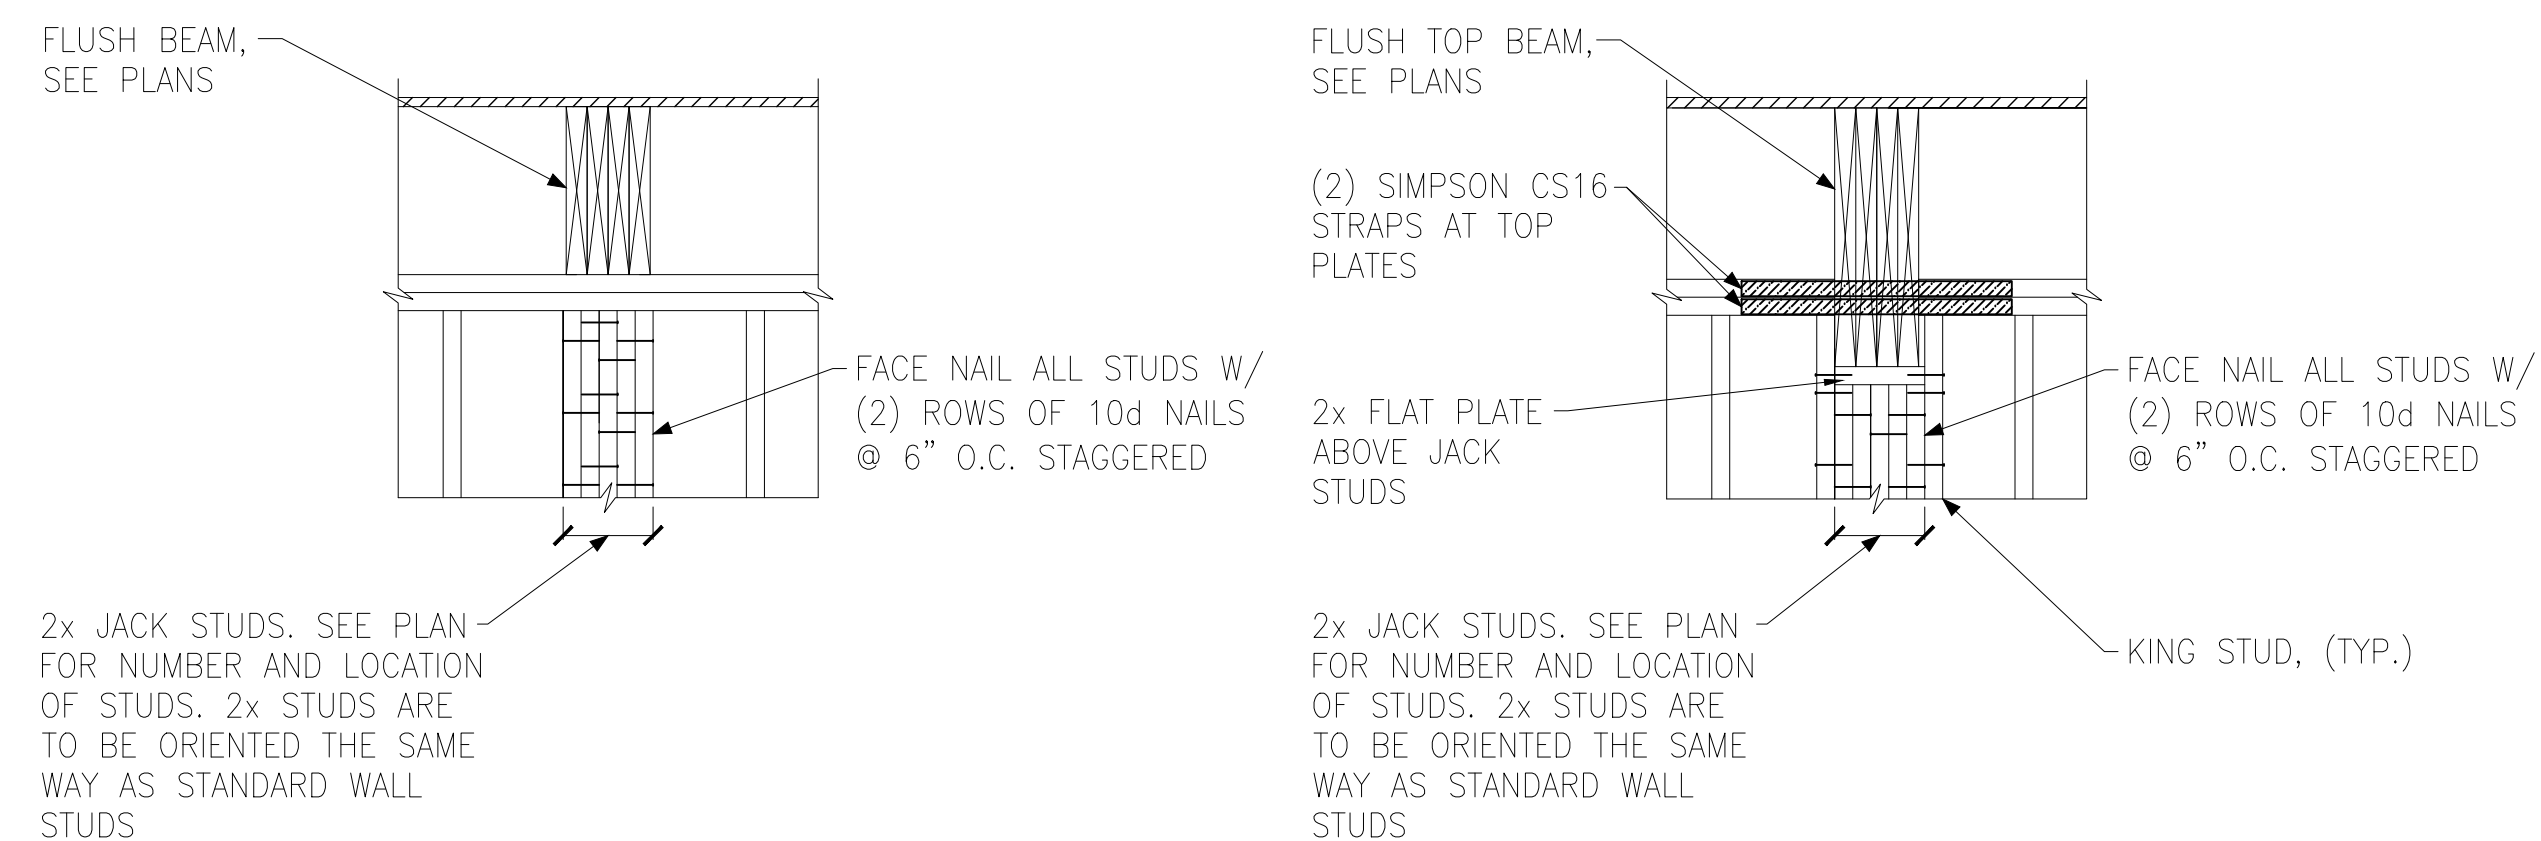 FLUSH BEAM,
SEE PLANS
FACE NAIL ALL STUDS W/
(2) ROWS OF 10d NAILS
@ 6” O.C. STAGGERED
2x JACK STUDS. SEE PLAN
FOR NUMBER AND LOCATION
OF STUDS. 2x STUDS ARE
TO BE ORIENTED THE SAME
WAY AS STANDARD WALL
STUDS
FLUSH TOP BEAM,
SEE PLANS
(2) SIMPSON CS16
STRAPS AT TOP
PLATES
2x FLAT PLATE
ABOVE JACK
STUDS
FACE NAIL ALL STUDS W/
(2) ROWS OF 10d NAILS
@ 6” O.C. STAGGERED
2x JACK STUDS. SEE PLAN
FOR NUMBER AND LOCATION
OF STUDS. 2x STUDS ARE
TO BE ORIENTED THE SAME
WAY AS STANDARD WALL
STUDS
KING STUD, (TYP.)